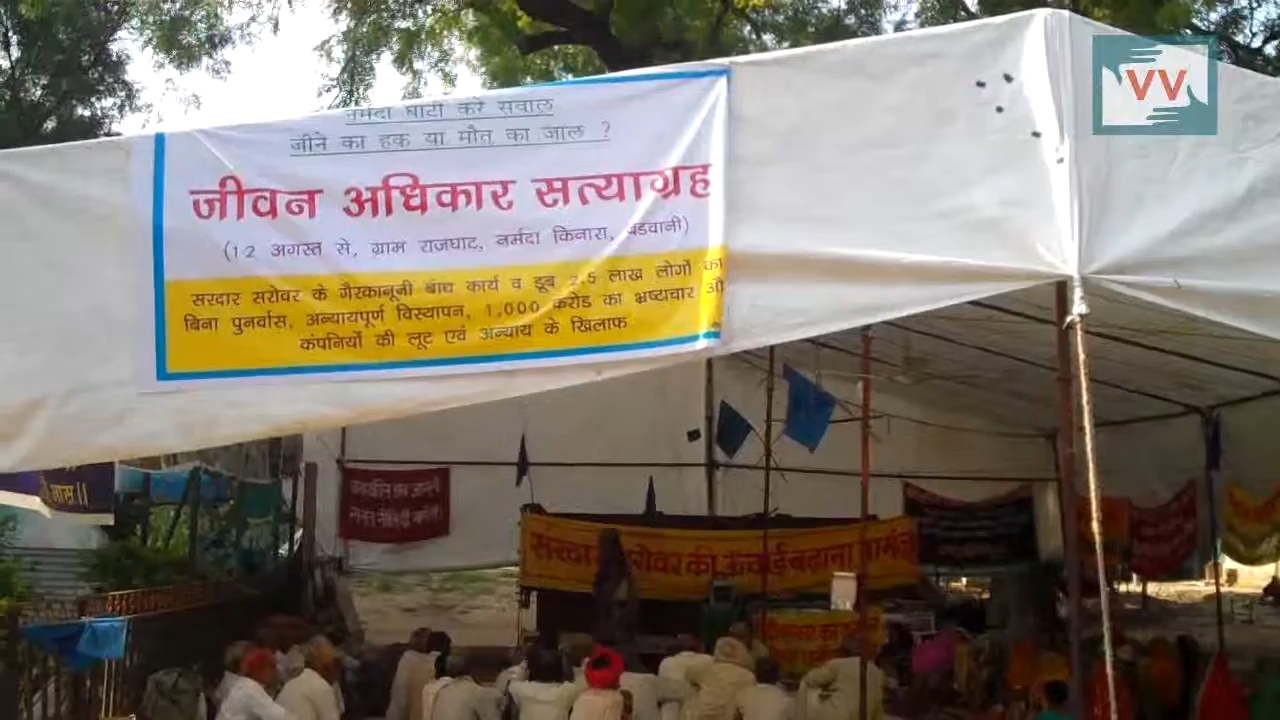 नर्मदा घाटी करे सवाल
जीने का हक या मौत का जाल ?
जीवन अधिकार सत्याग्रह
(12 अगस्त से, ग्राम राजघाट, नर्मदा किनारा, बडवानी)
सरदार सरोवर के गैरकानूनी बांध कार्य व डूब 2.5 लाख लोगों का
बिना पुनर्वास, अन्यायपूर्ण विस्थापन, 1,000 करोड का भ्रष्टाचार औ
कंपनियों की लूट एवं अन्याय के खिलाफ
VV
सरदार सरोवर की ऊंचाई बढ़ाना